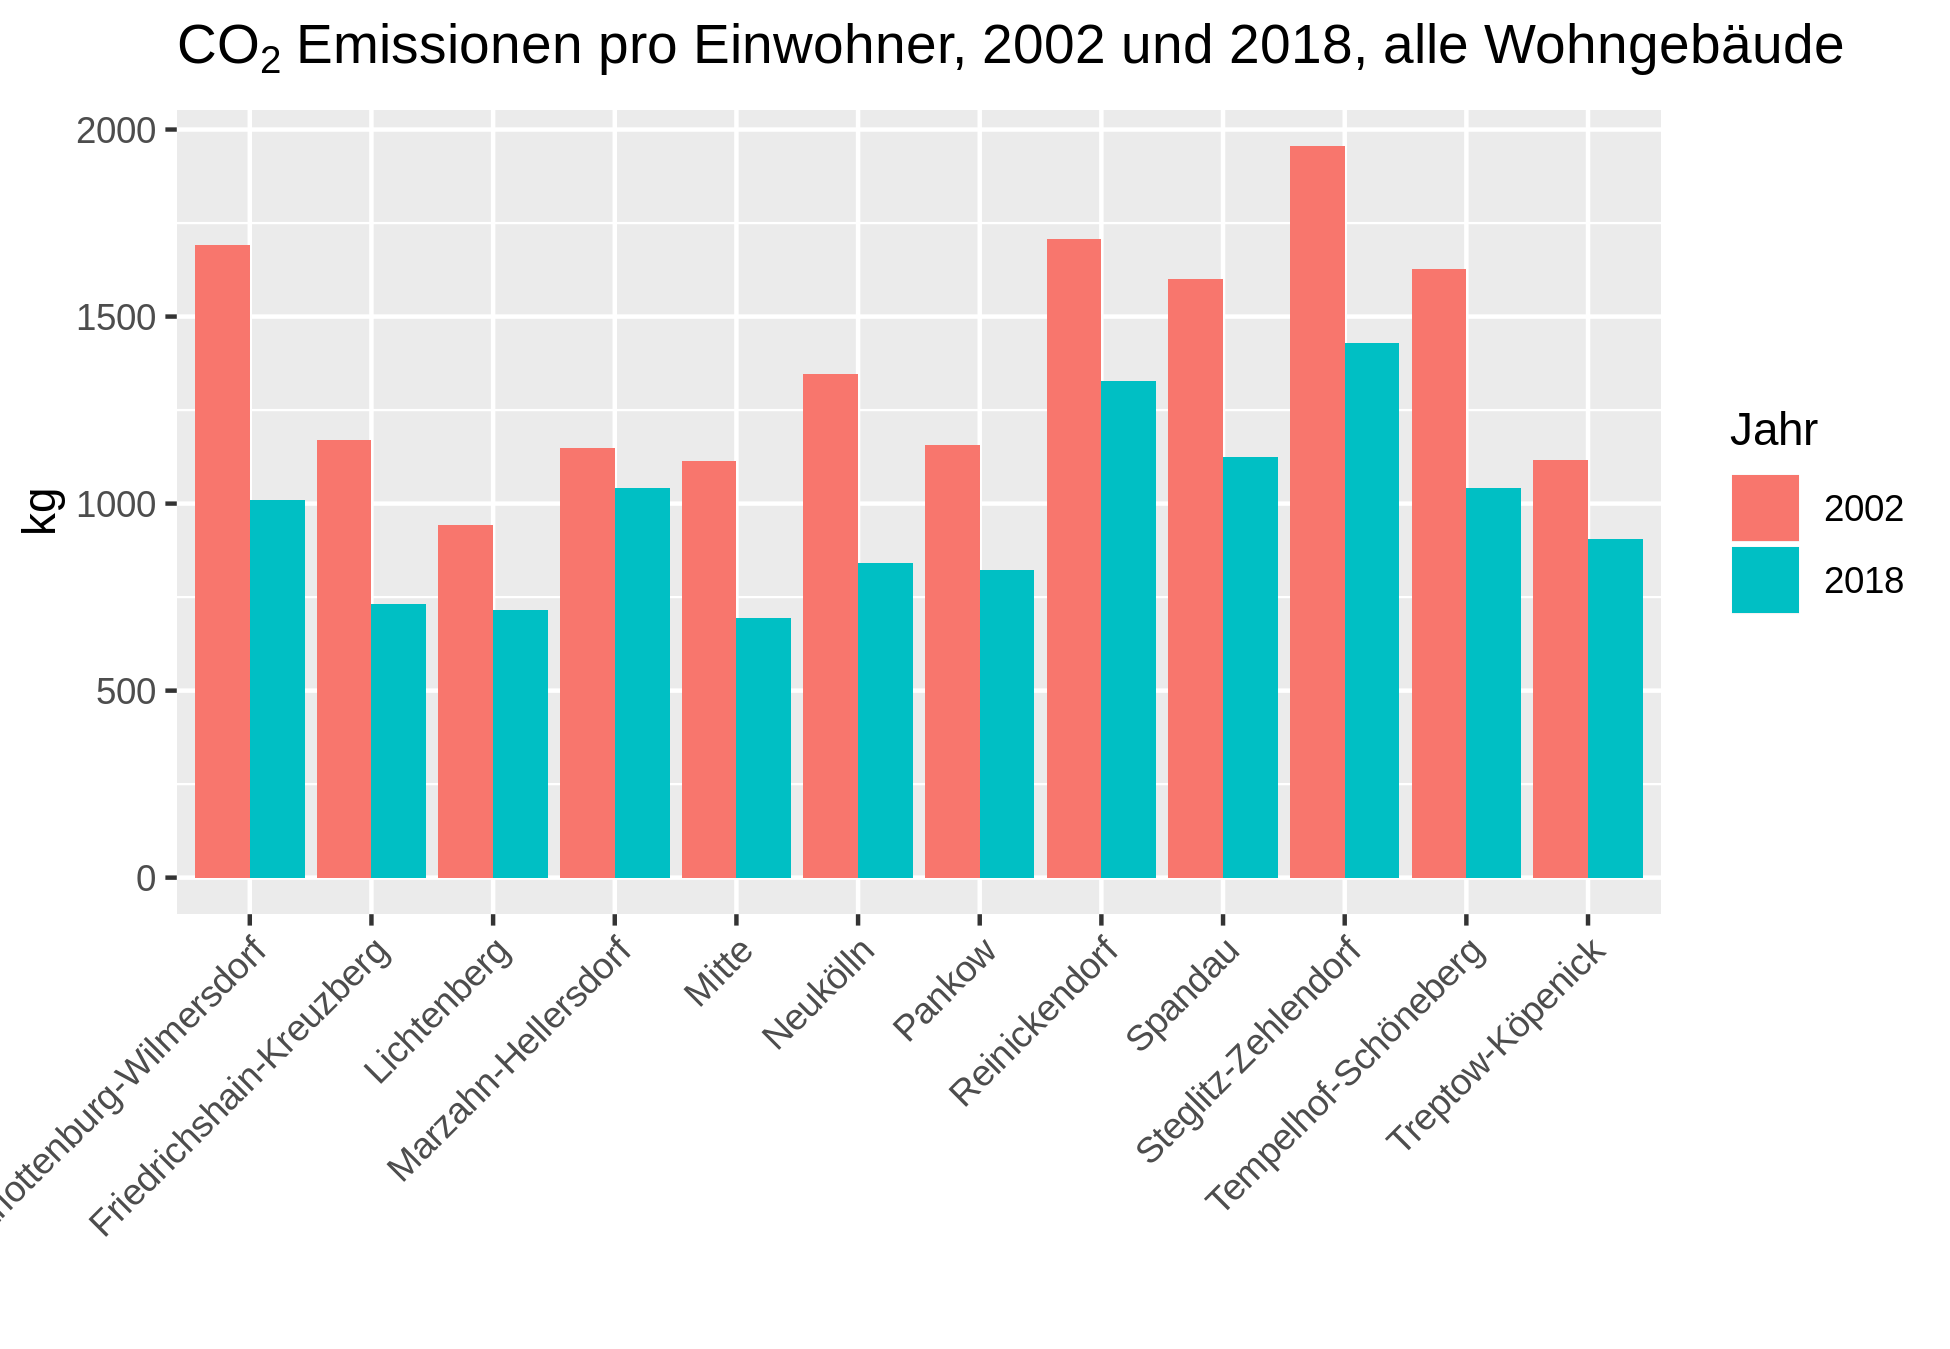 CO₂ Emissionen pro Einwohner, 2002 und 2018, alle Wohngebäude
2000
1500
1000
500
0
kg
Jahr
2002
2018
Friedrichshain-Kreuzberg
Lichtenberg
Marzahn-Hellersdorf
Mitte
Neukölln
Pankow
Reinickendorf
Spandau
Steglitz-Zehlendorf
Tempelhof-Schöneberg
Treptow-Köpenick